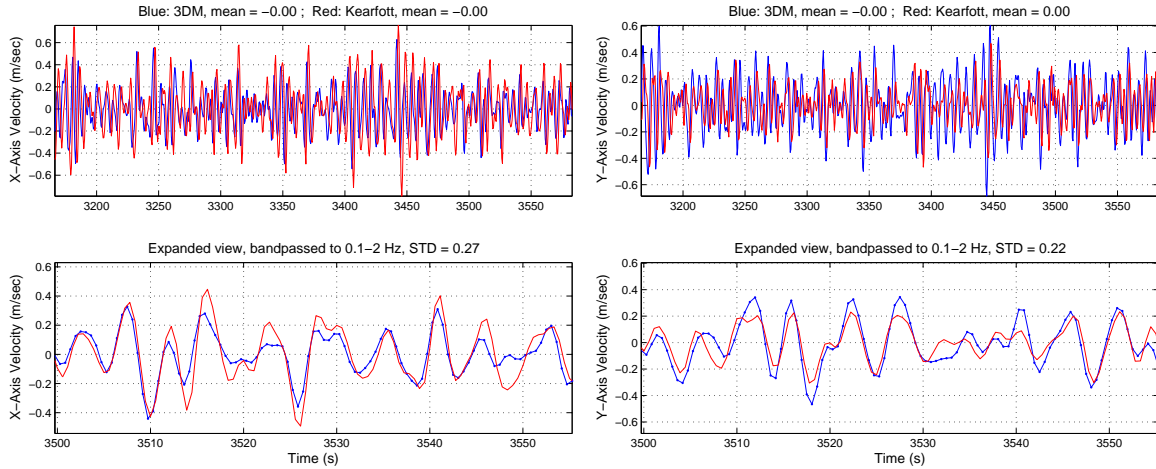 Blue: 3DM, mean = −0.00 ;  Red: Kearfott, mean = −0.00
X−Axis Velocity (m/sec)
0.6
0.4
0.2
0
−0.2
−0.4
−0.6
3200 3250 3300 3350 3400 3450 3500 3550
Blue: 3DM, mean = −0.00 ;  Red: Kearfott, mean = 0.00
Y−Axis Velocity (m/sec)
0.6
0.4
0.2
0
−0.2
−0.4
−0.6
3200 3250 3300 3350 3400 3450 3500 3550
Expanded view, bandpassed to 0.1−2 Hz, STD = 0.27
X−Axis Velocity (m/sec)
0.6
0.4
0.2
0
−0.2
−0.4
3500 3510 3520 3530 3540 3550
Time (s)
Expanded view, bandpassed to 0.1−2 Hz, STD = 0.22
Y−Axis Velocity (m/sec)
0.6
0.4
0.2
0
−0.2
−0.4
−0.6
3500 3510 3520 3530 3540 3550
Time (s)